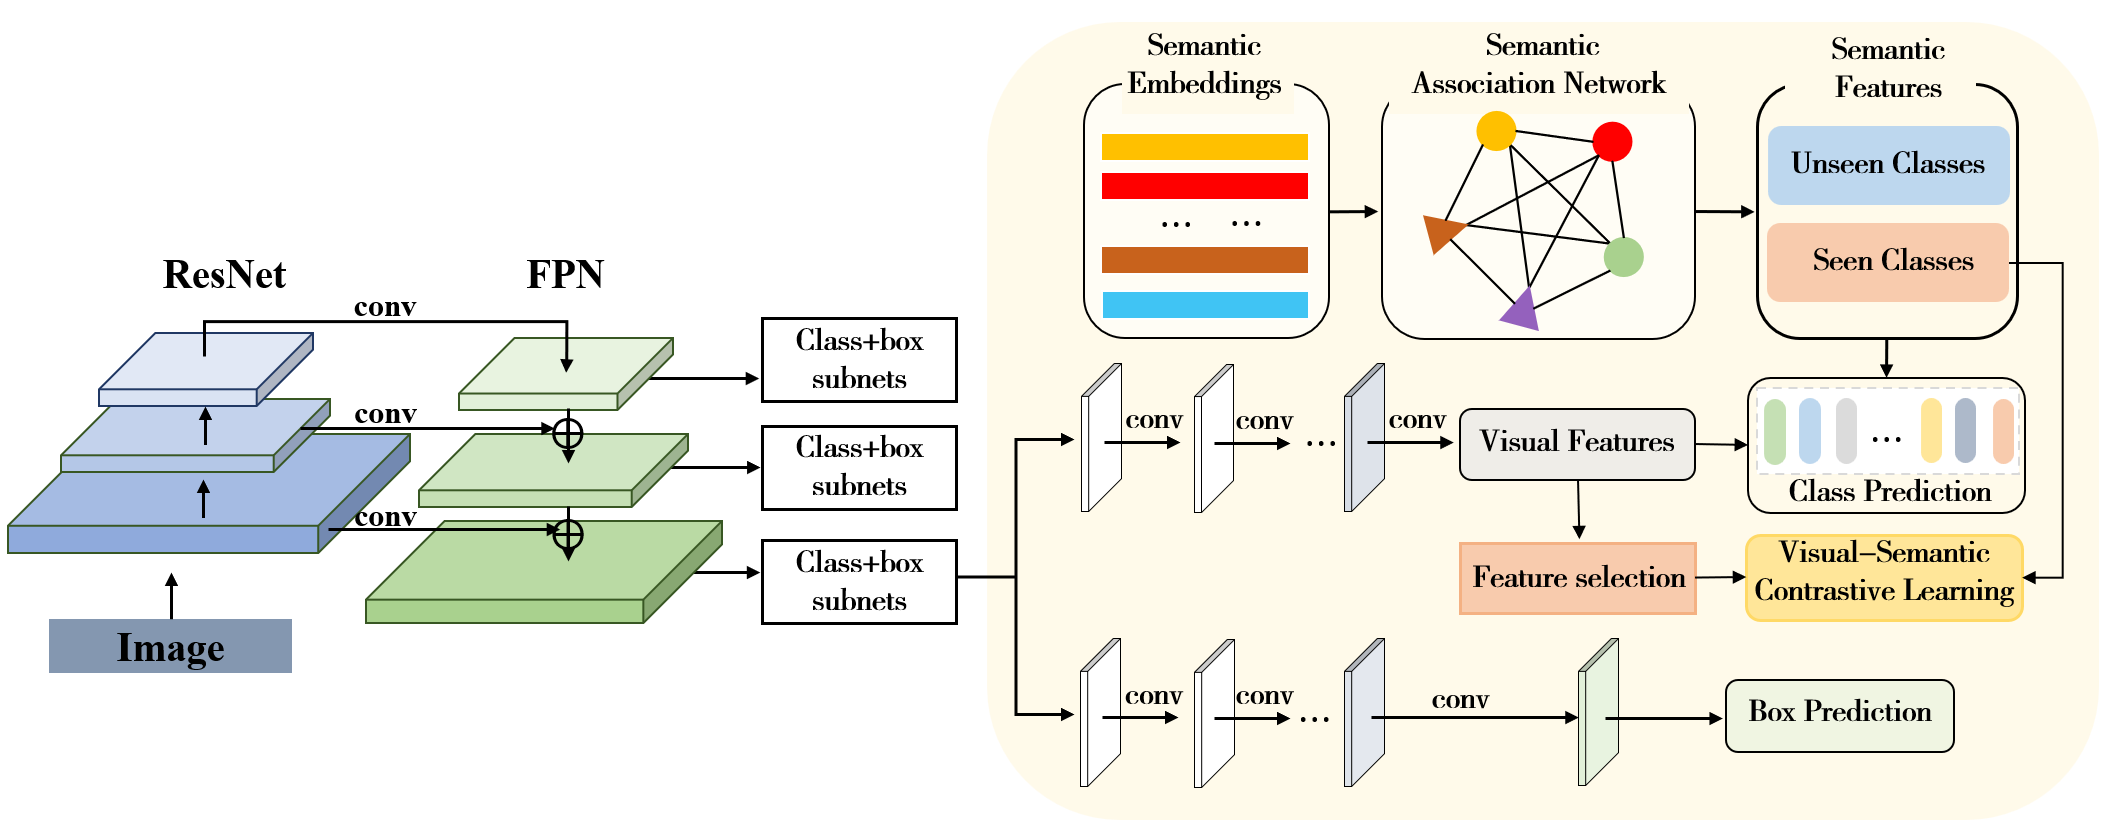 ResNet
FPN
conv
conv
conv
Image
Class+box
subnets
Class+box
subnets
Class+box
subnets
Semantic
Embeddings
... ...
Semantic
Association Network
Semantic
Features
Unseen Classes
Seen Classes
conv
conv
...
conv
Visual Features
...
Class Prediction
Feature selection
Visual–Semantic
Contrastive Learning
conv
conv
...
conv
Box Prediction